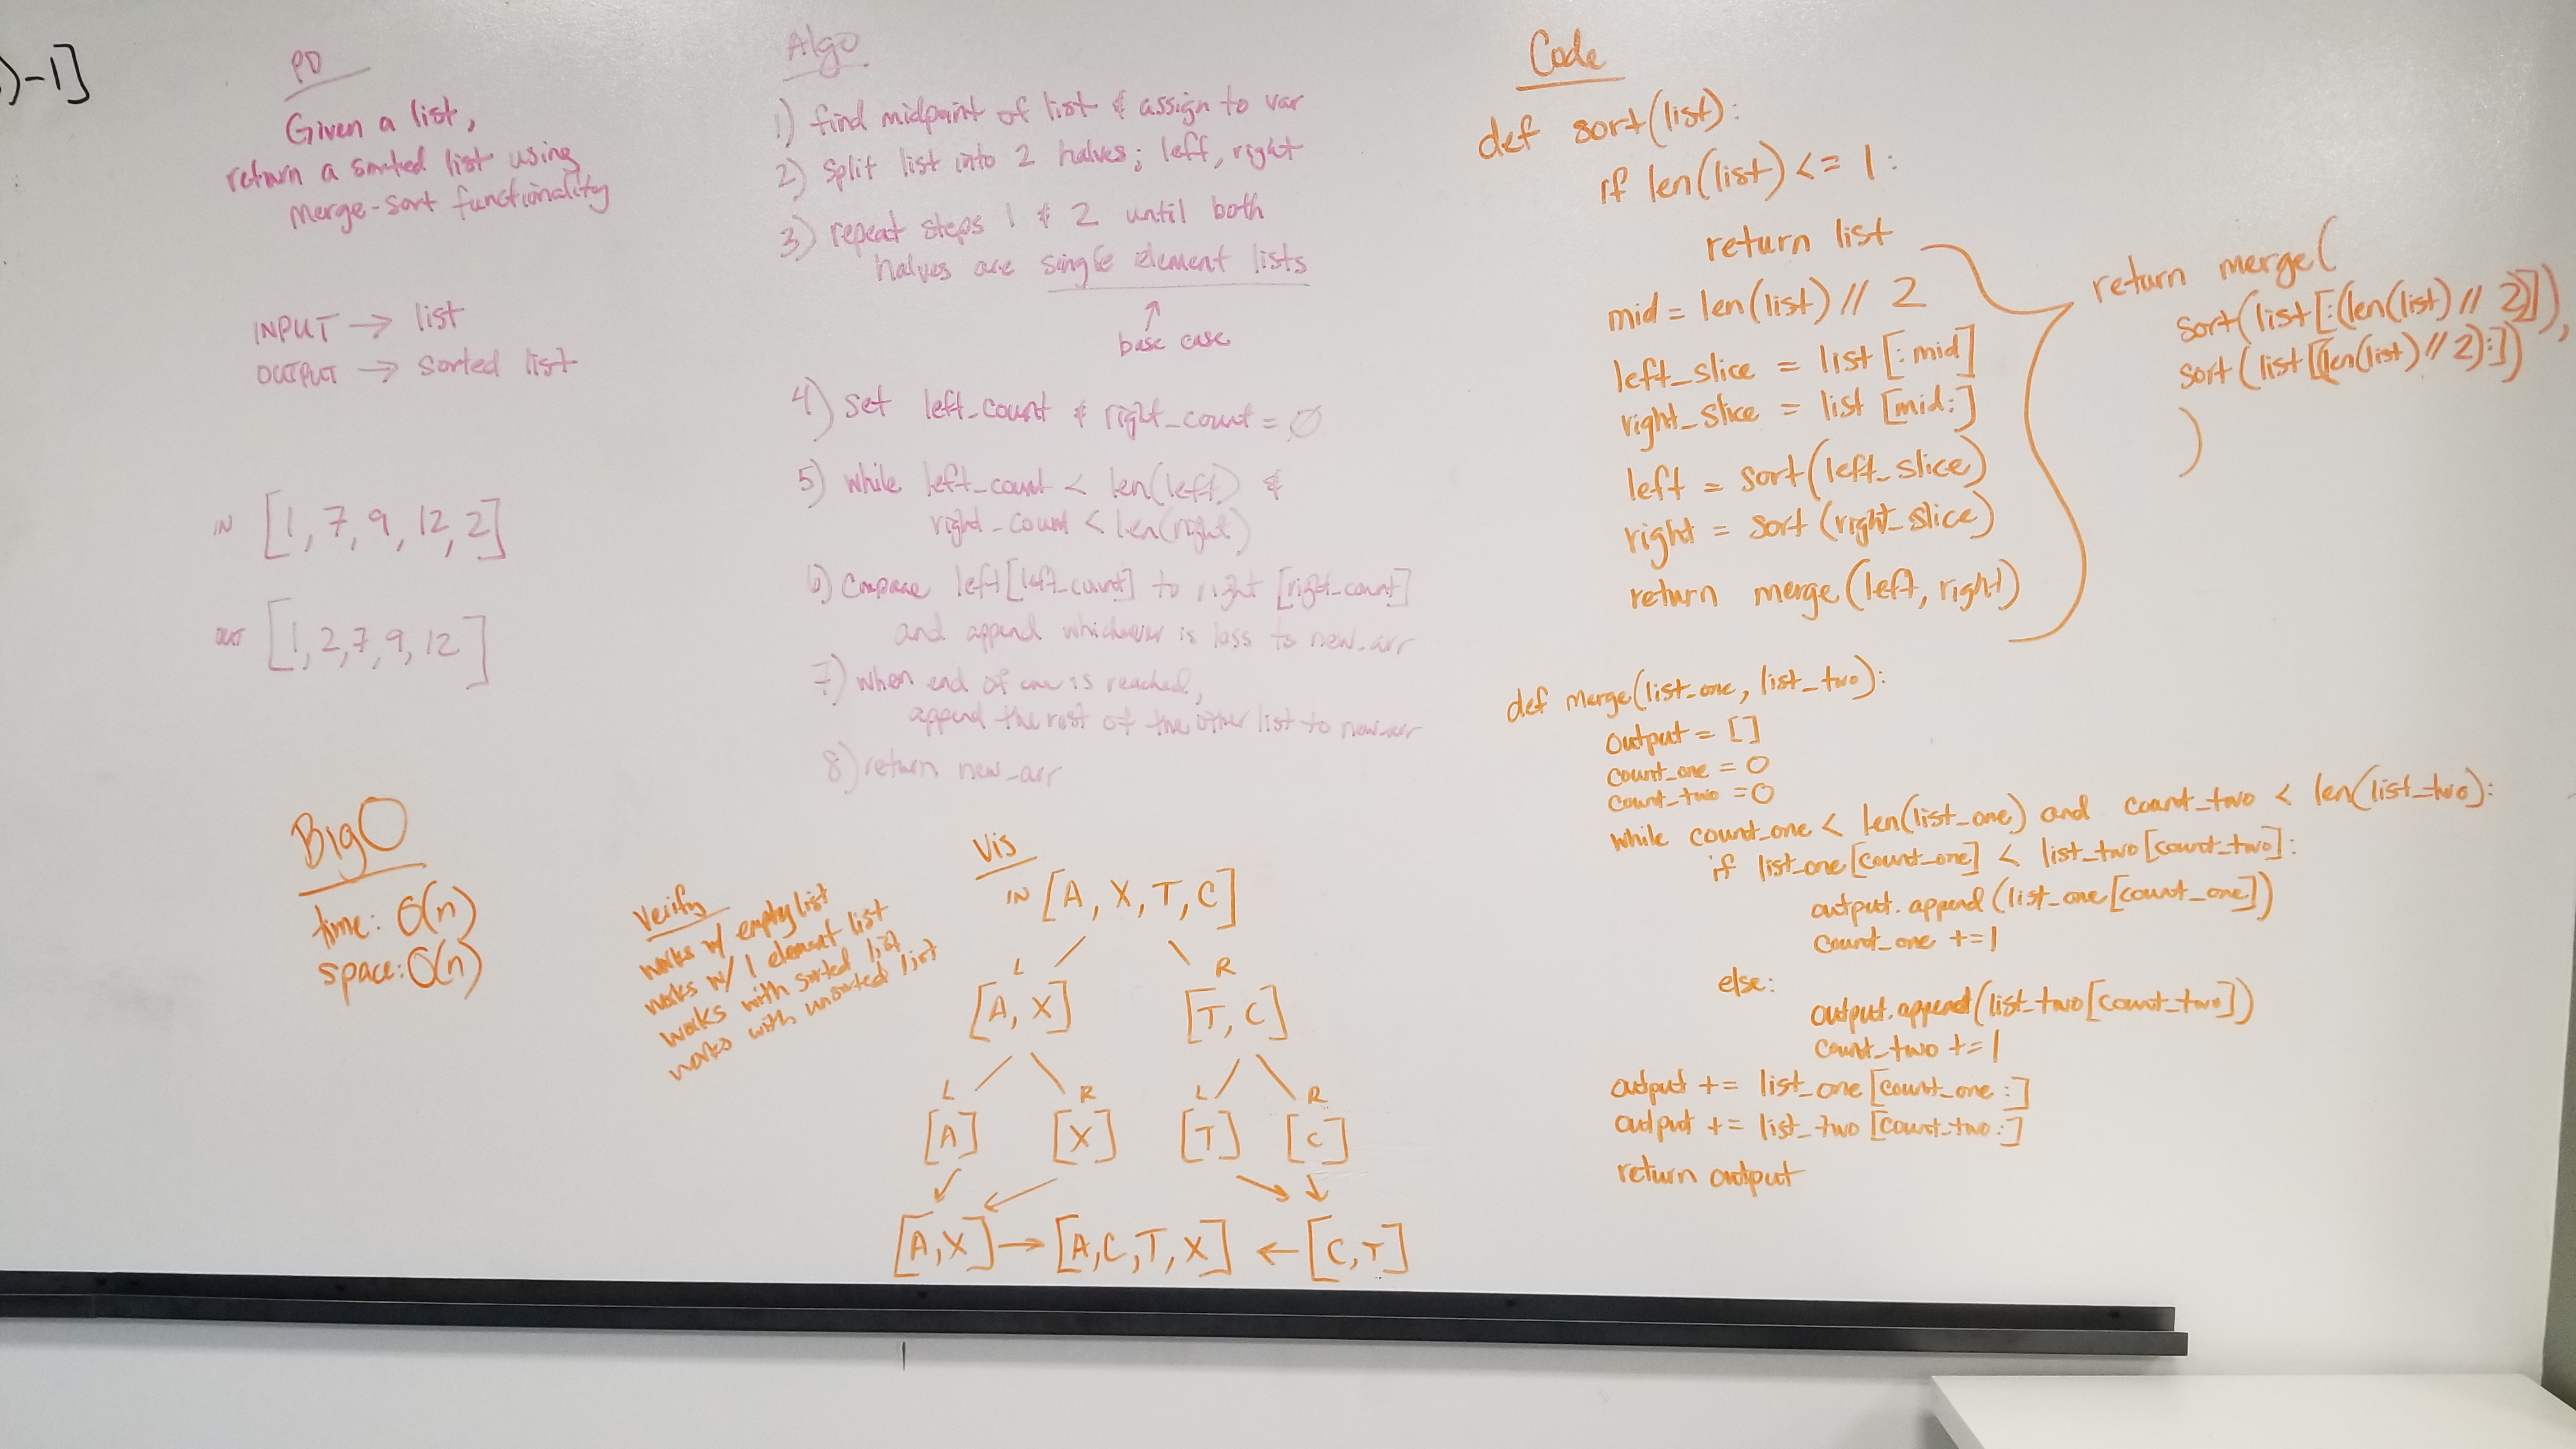 )-1]
PD
Given a list,
return a sorted list using
merge-sort functionality
INPUT → list
OUTPUT → sorted list
IN [1, 7, 9, 12, 2]
OUT [1, 2, 7, 9, 12]
Big O
time: O(n)
space: O(n)
Algo
1) find midpoint of list & assign to var
2) split list into 2 halves; left, right
3) repeat steps 1 & 2 until both
halves are single element lists
↑
base case
4) set left_count & right_count = 0
5) while left_count < len(left) &
right_count < len(right)
6) Compare left[left_count] to right [right_count]
and append whichever is less to new_arr
7) when end of one is reached,
append the rest of the other list to new_arr
8) return new_arr
Verify
works w/ empty list
works w/ 1 element list
works with sorted list
works with unsorted list
Vis
IN [A, X, T, C]
L R
[A, X] [T, C]
L R L R
[A] [X] [T] [C]
[A, X] → [A, C, T, X] ← [C, T]
Code
def sort(list):
if len(list) <= 1:
return list
mid = len(list) // 2
left_slice = list [:mid]
right_slice = list [mid:]
left = sort(left_slice)
right = sort (right_slice)
return merge (left, right)
return merge(
sort(list[:(len(list) // 2)]),
sort(list[(len(list) // 2):])
)
def merge(list_one, list_two):
output = []
count_one = 0
count_two = 0
while count_one < len(list_one) and count_two < len(list_two):
if list_one[count_one] < list_two[count_two]:
output.append(list_one[count_one])
count_one += 1
else:
output.append(list_two[count_two])
count_two += 1
output += list_one[count_one:]
output += list_two[count_two:]
return output